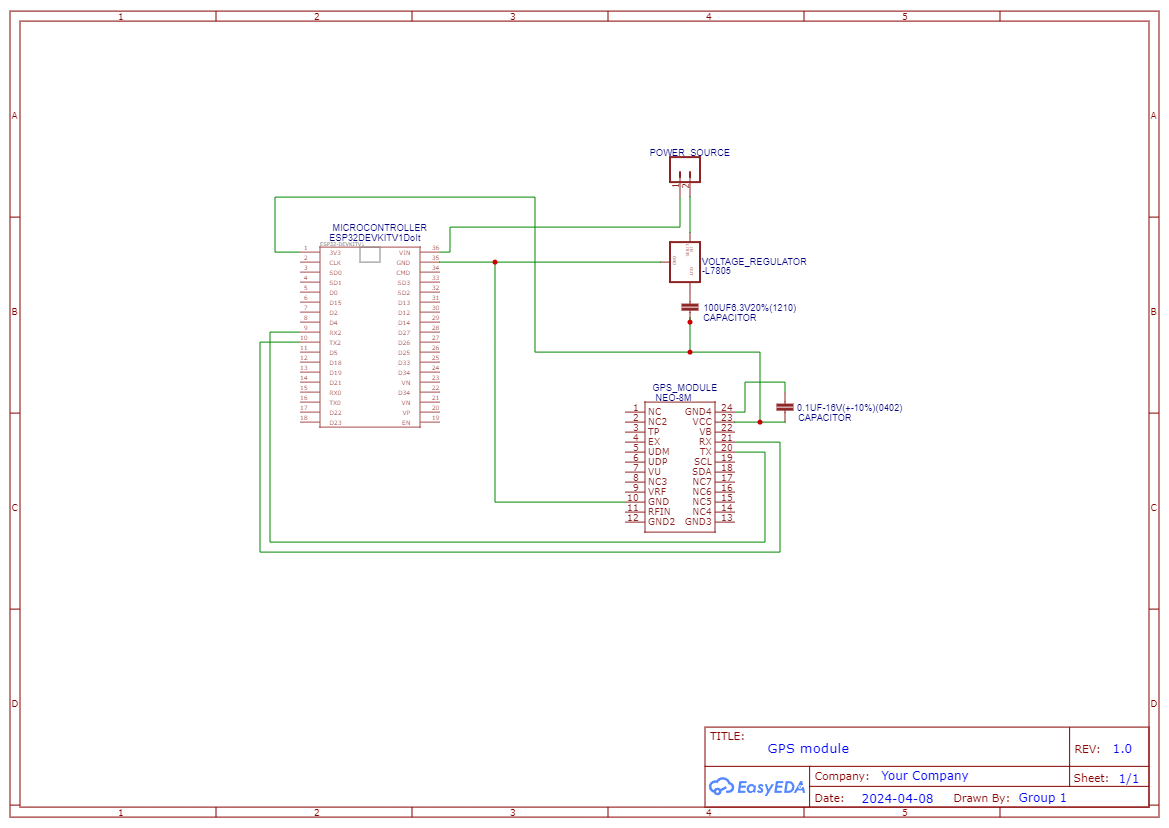 1 2 3 4 5
A A
B B
C C
D D
POWER_SOURCE
1 2
MICROCONTROLLER
ESP32DEVKITV1DoIt
ESP32-DEVKITV1
1 3V3 VIN 36
2 CLK GND 35
3 SD0 CMD 34
4 SD1 SD3 33
5 D0 SD2 32
6 D15 D13 31
7 D2 D12 30
8 D4 D14 29
9 RX2 D27 28
10 TX2 D26 27
11 D5 D25 26
12 D18 D33 25
13 D19 D34 24
14 D21 VN 23
15 RX0 D34 22
16 TX0 VN 21
17 D22 VP 20
18 D23 EN 19
VOLTAGE_REGULATOR
-L7805
GND
OUT
100UF6.3V20%(1210)
CAPACITOR
GPS_MODULE
NEO-8M
1 NC GND4 24
2 NC2 VCC 23
3 TP VB 22
4 EX RX 21
5 UDM TX 20
6 UDP SCL 19
7 VU SDA 18
8 NC3 NC7 17
9 VRF NC6 16
10 GND NC5 15
11 RFIN NC4 14
12 GND2 GND3 13
0.1UF-16V(+-10%)(0402)
CAPACITOR
TITLE:
GPS module
REV: 1.0
EasyEDA
Company: Your Company
Sheet: 1/1
Date: 2024-04-08 Drawn By: Group 1
1 2 3 4 5